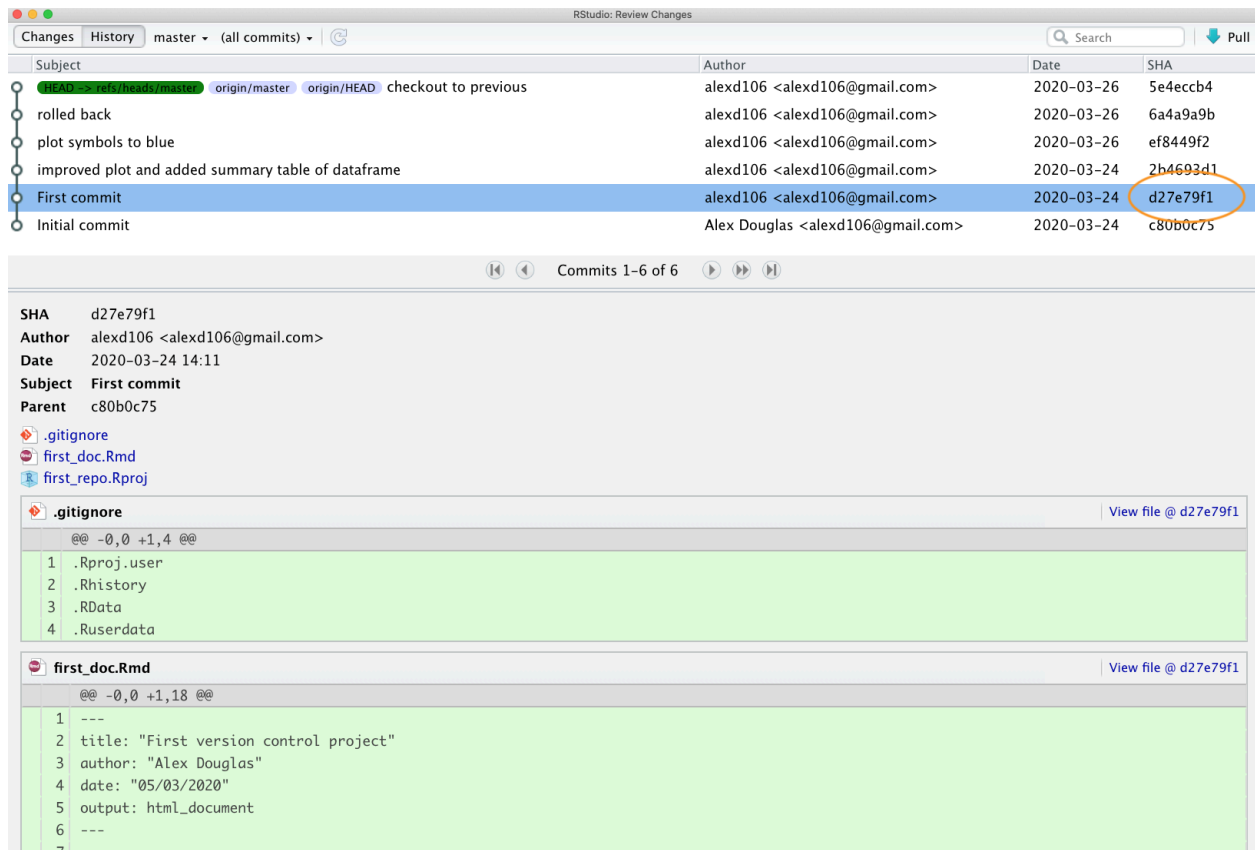 RStudio: Review Changes
Changes History master (all commits) Search Pull
Subject Author Date SHA
HEAD -> refs/heads/master origin/master origin/HEAD checkout to previous alexd106 <alexd106@gmail.com> 2020-03-26 5e4eccb4
rolled back alexd106 <alexd106@gmail.com> 2020-03-26 6a4a9a9b
plot symbols to blue alexd106 <alexd106@gmail.com> 2020-03-26 ef8449f2
improved plot and added summary table of dataframe alexd106 <alexd106@gmail.com> 2020-03-24 2b4693d1
First commit alexd106 <alexd106@gmail.com> 2020-03-24 d27e79f1
Initial commit Alex Douglas <alexd106@gmail.com> 2020-03-24 c80b0c75
Commits 1-6 of 6
SHA d27e79f1
Author alexd106 <alexd106@gmail.com>
Date 2020-03-24 14:11
Subject First commit
Parent c80b0c75
.gitignore
first_doc.Rmd
first_repo.Rproj
.gitignore View file @ d27e79f1
@@ -0,0 +1,4 @@
1 .Rproj.user
2 .Rhistory
3 .RData
4 .Ruserdata
first_doc.Rmd View file @ d27e79f1
@@ -0,0 +1,18 @@
1 ---
2 title: "First version control project"
3 author: "Alex Douglas"
4 date: "05/03/2020"
5 output: html_document
6 ---